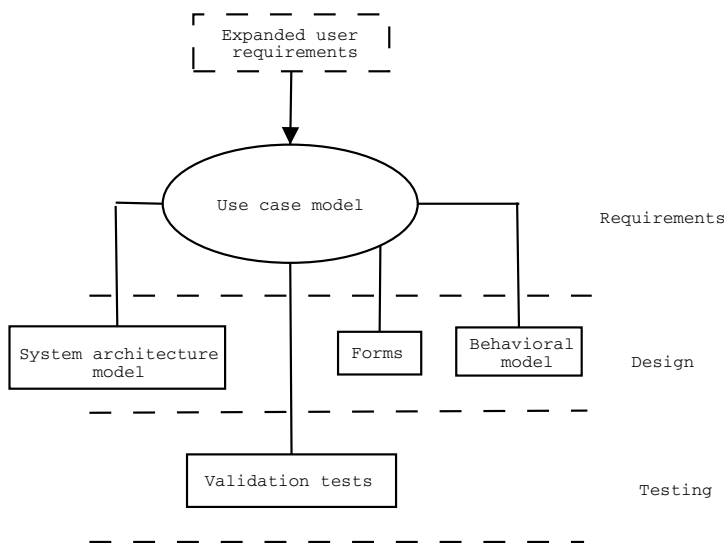 Expanded user
requirements
Use case model
Requirements
System architecture
model
Forms
Behavioral
model
Design
Validation tests
Testing